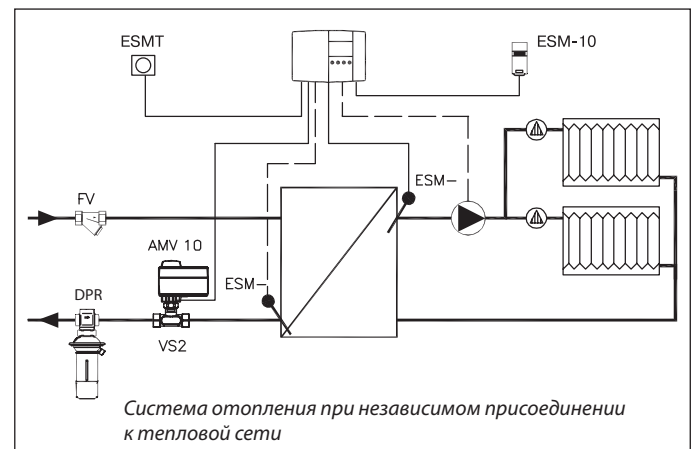 ESMT
ESM-10
ESM-
FV
AMV 10
ESM-
DPR
VS2
Система отопления при независимом присоединении
к тепловой сети